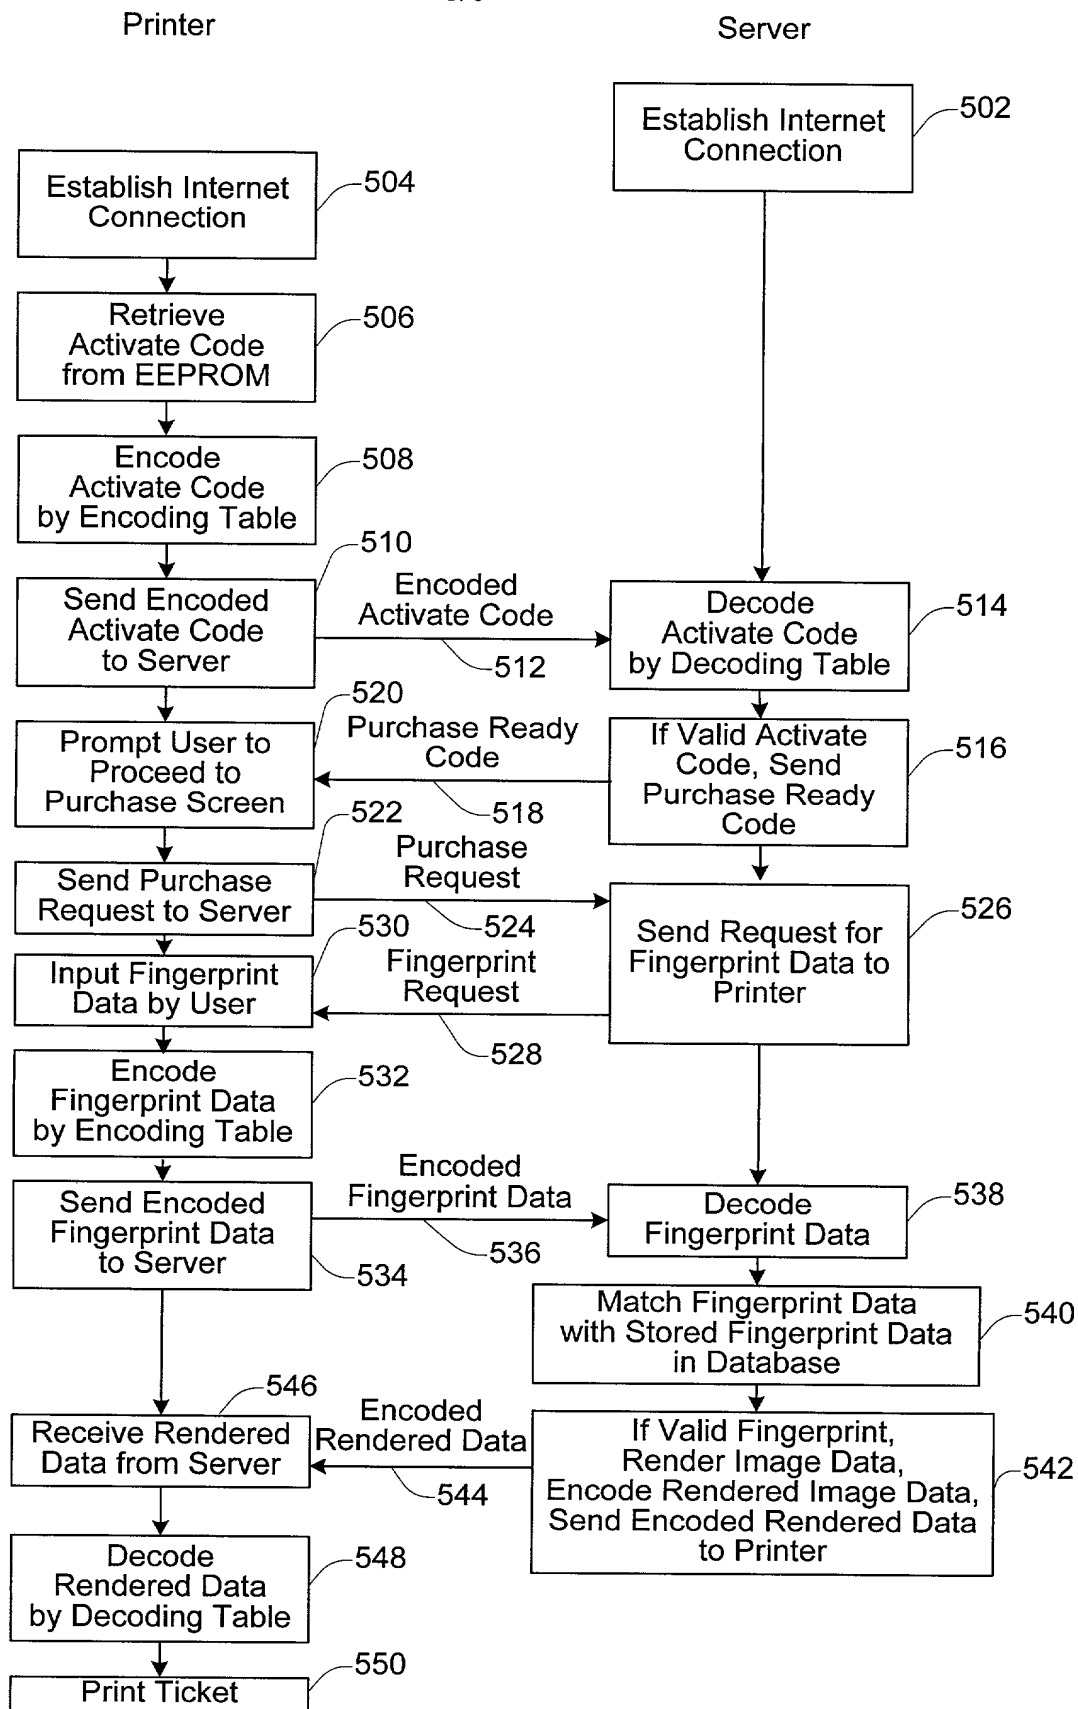 Printer
Server
Establish Internet
Connection
502
Establish Internet
Connection
504
Retrieve
Activate Code
from EEPROM
506
Encode
Activate Code
by Encoding Table
508
Send Encoded
Activate Code
to Server
510
Encoded
Activate Code
512
Decode
Activate Code
by Decoding Table
514
If Valid Activate
Code, Send
Purchase Ready
Code
516
Purchase Ready
Code
518
Prompt User to
Proceed to
Purchase Screen
520
Send Purchase
Request to Server
522
Purchase
Request
524
Send Request for
Fingerprint Data to
Printer
526
Fingerprint
Request
528
Input Fingerprint
Data by User
530
Encode
Fingerprint Data
by Encoding Table
532
Send Encoded
Fingerprint Data
to Server
534
Encoded
Fingerprint Data
536
Decode
Fingerprint Data
538
Match Fingerprint Data
with Stored Fingerprint Data
in Database
540
If Valid Fingerprint,
Render Image Data,
Encode Rendered Image Data,
Send Encoded Rendered Data
to Printer
542
Encoded
Rendered Data
544
Receive Rendered
Data from Server
546
Decode
Rendered Data
by Decoding Table
548
Print Ticket
550